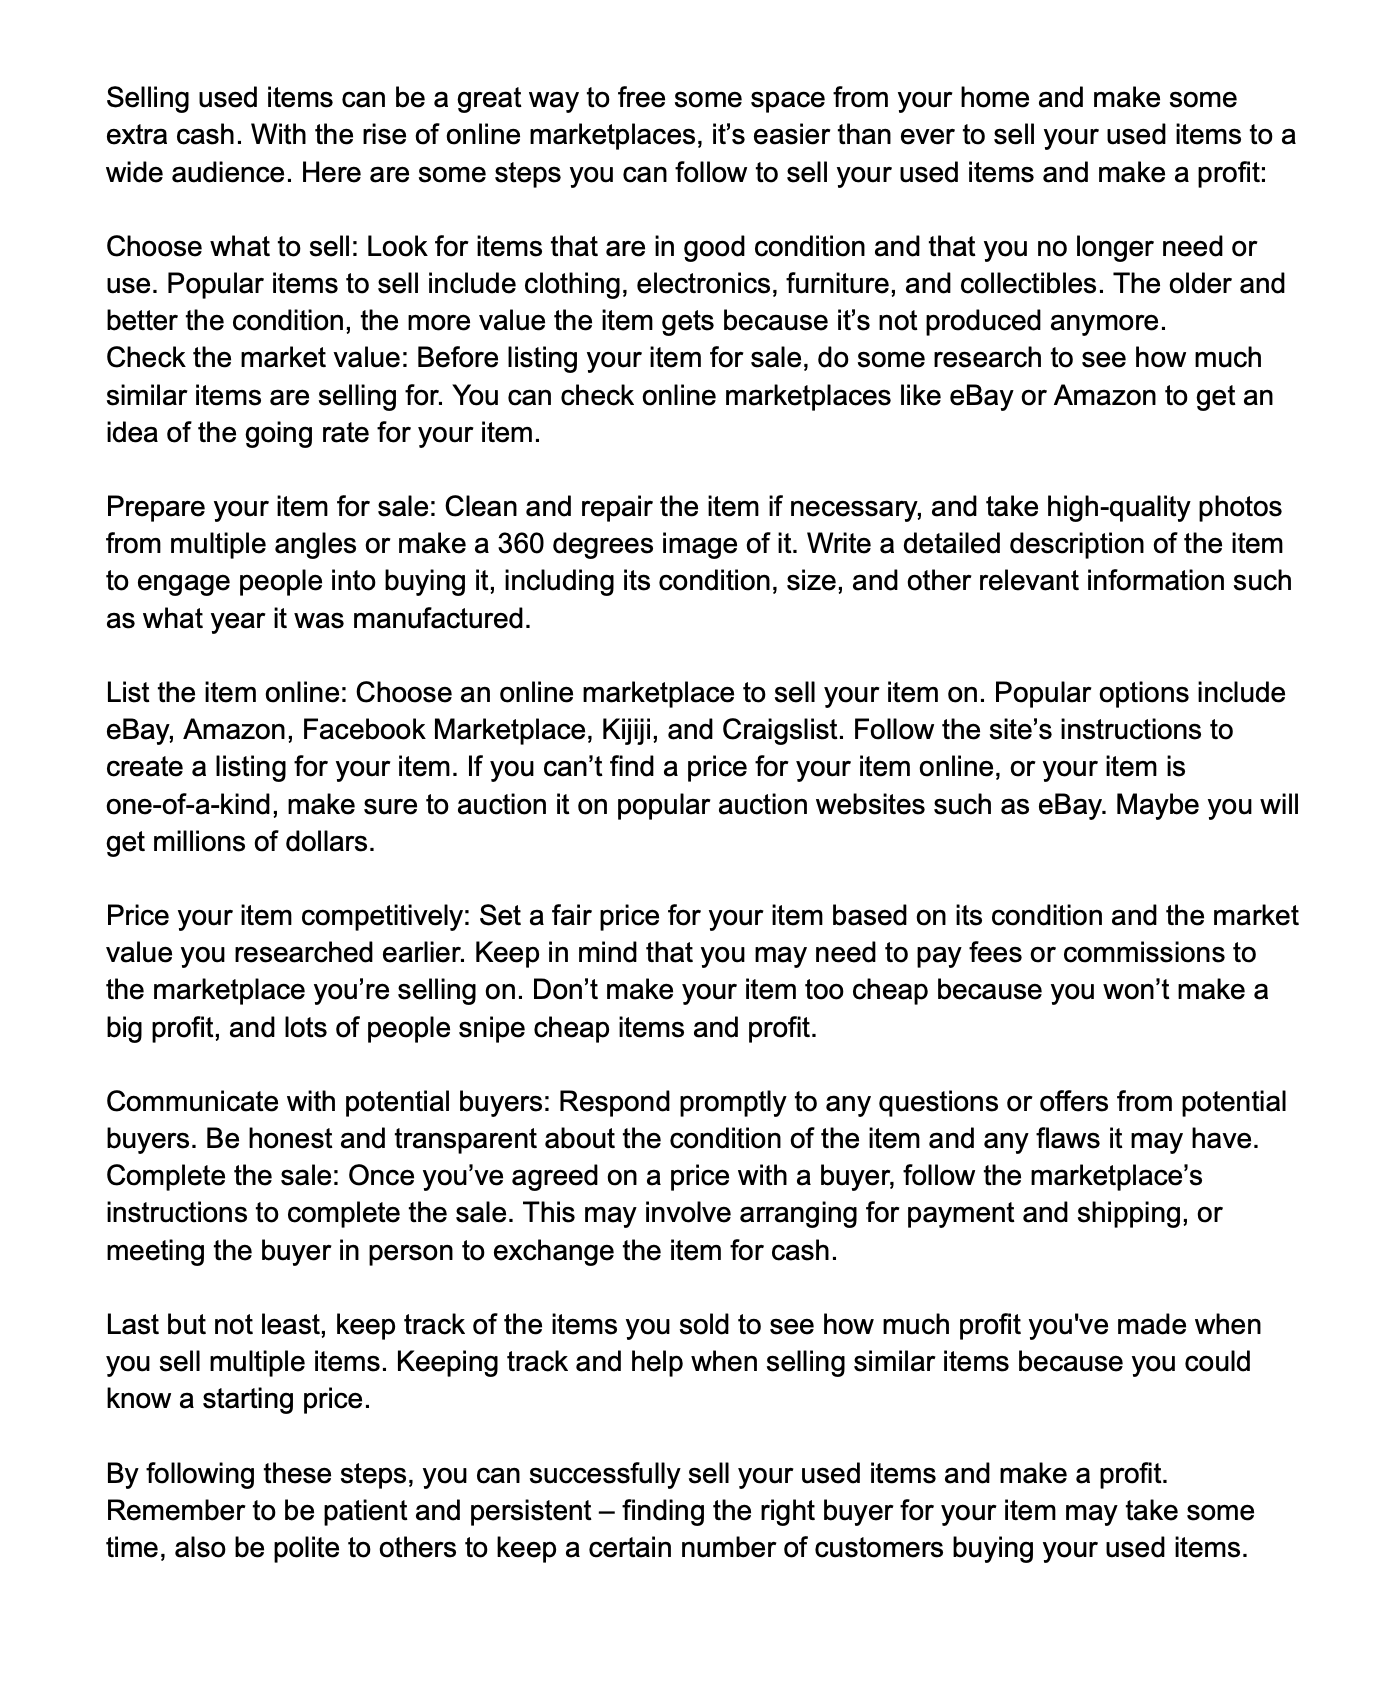 Selling used items can be a great way to free some space from your home and make some
extra cash. With the rise of online marketplaces, it’s easier than ever to sell your used items to a
wide audience. Here are some steps you can follow to sell your used items and make a profit:
Choose what to sell: Look for items that are in good condition and that you no longer need or
use. Popular items to sell include clothing, electronics, furniture, and collectibles. The older and
better the condition, the more value the item gets because it’s not produced anymore.
Check the market value: Before listing your item for sale, do some research to see how much
similar items are selling for. You can check online marketplaces like eBay or Amazon to get an
idea of the going rate for your item.
Prepare your item for sale: Clean and repair the item if necessary, and take high-quality photos
from multiple angles or make a 360 degrees image of it. Write a detailed description of the item
to engage people into buying it, including its condition, size, and other relevant information such
as what year it was manufactured.
List the item online: Choose an online marketplace to sell your item on. Popular options include
eBay, Amazon, Facebook Marketplace, Kijiji, and Craigslist. Follow the site’s instructions to
create a listing for your item. If you can’t find a price for your item online, or your item is
one-of-a-kind, make sure to auction it on popular auction websites such as eBay. Maybe you will
get millions of dollars.
Price your item competitively: Set a fair price for your item based on its condition and the market
value you researched earlier. Keep in mind that you may need to pay fees or commissions to
the marketplace you’re selling on. Don’t make your item too cheap because you won’t make a
big profit, and lots of people snipe cheap items and profit.
Communicate with potential buyers: Respond promptly to any questions or offers from potential
buyers. Be honest and transparent about the condition of the item and any flaws it may have.
Complete the sale: Once you’ve agreed on a price with a buyer, follow the marketplace’s
instructions to complete the sale. This may involve arranging for payment and shipping, or
meeting the buyer in person to exchange the item for cash.
Last but not least, keep track of the items you sold to see how much profit you've made when
you sell multiple items. Keeping track and help when selling similar items because you could
know a starting price.
By following these steps, you can successfully sell your used items and make a profit.
Remember to be patient and persistent – finding the right buyer for your item may take some
time, also be polite to others to keep a certain number of customers buying your used items.